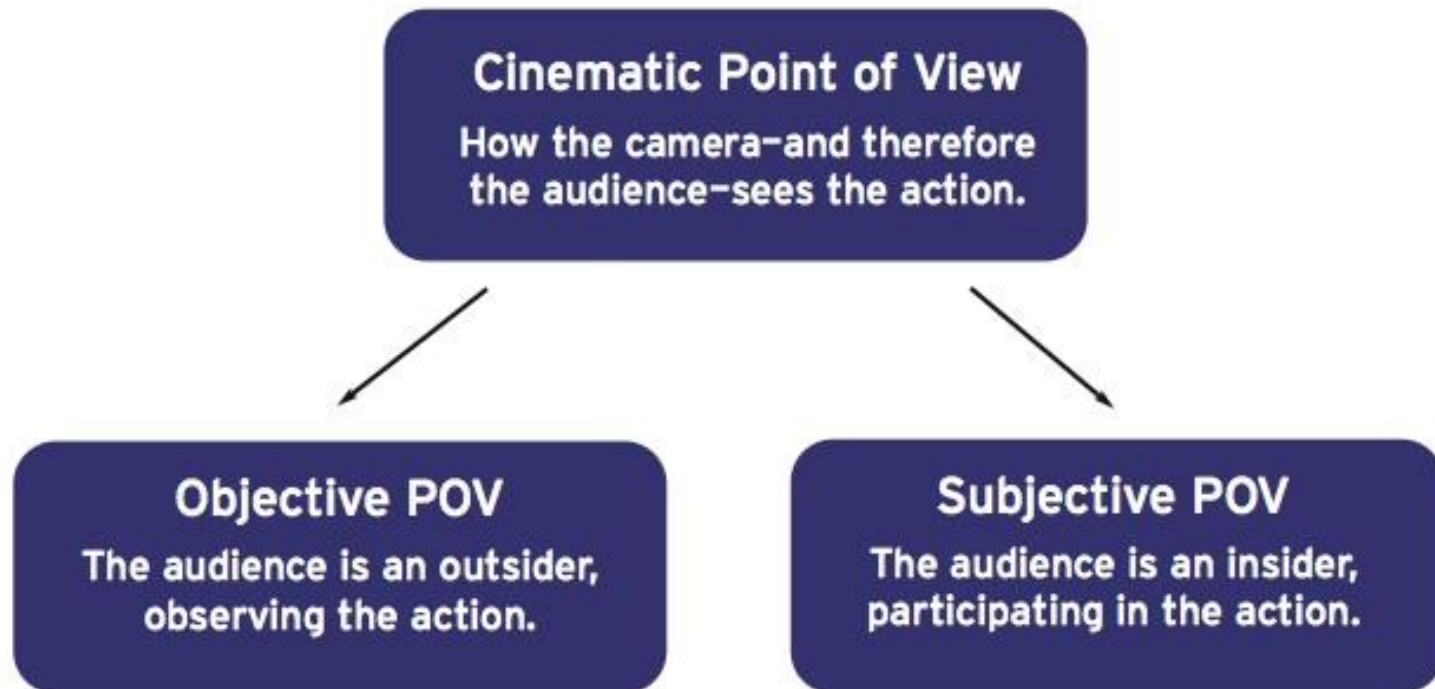 Cinematic Point of View
How the camera–and therefore
the audience–sees the action.
Objective POV
The audience is an outsider,
observing the action.
Subjective POV
The audience is an insider,
participating in the action.